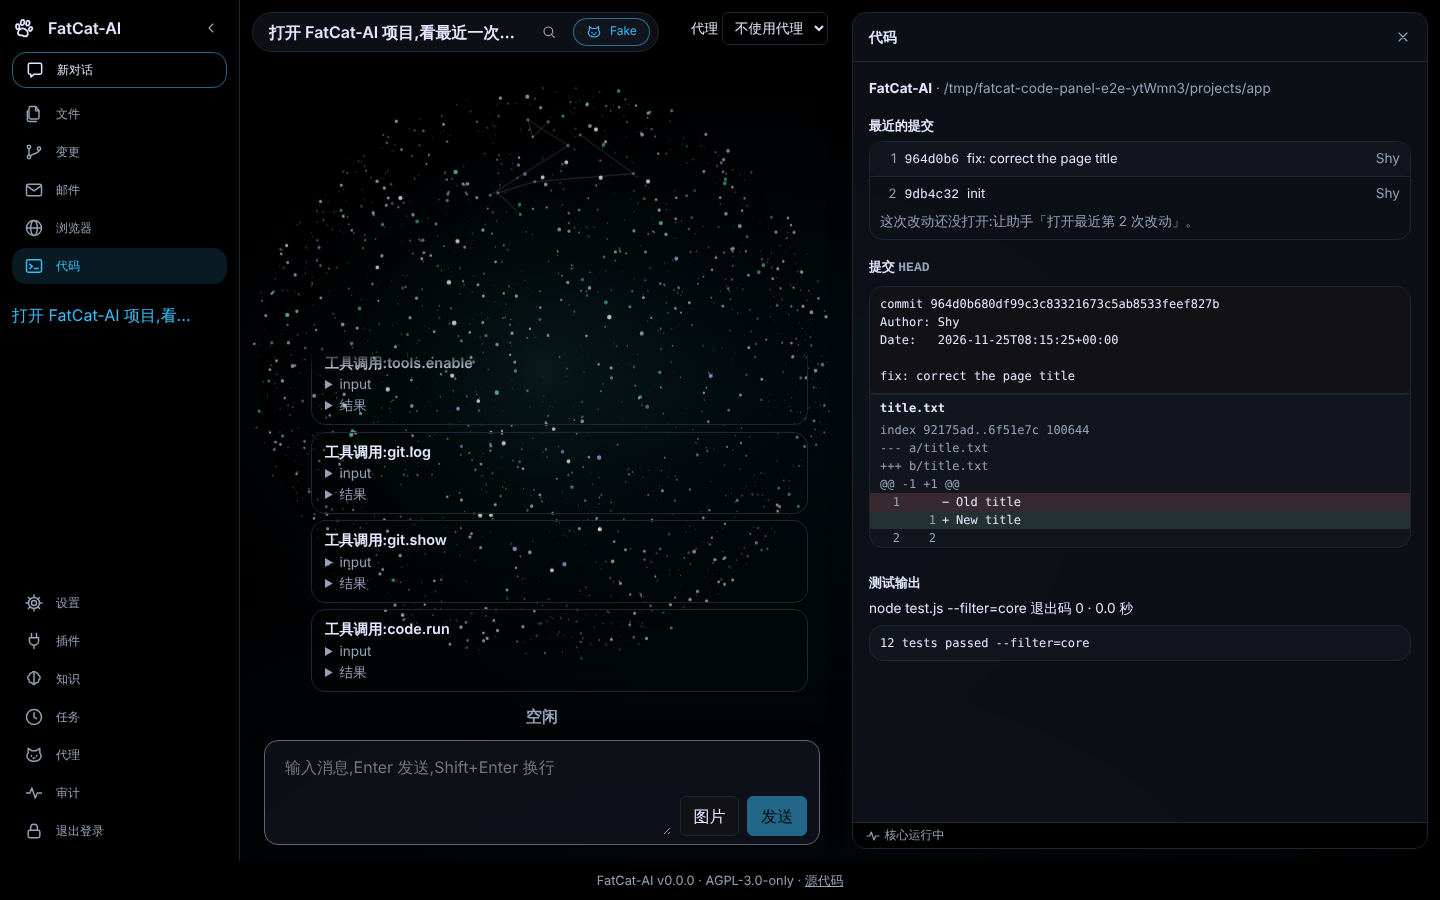 FatCat-AI
新对话
文件
变更
邮件
浏览器
代码
打开 FatCat-AI 项目,看...
设置
插件
知识
任务
代理
审计
退出登录
打开 FatCat-AI 项目,看最近一次...
Fake
代理
不使用代理
工具调用:tools.enable
input
结果
工具调用:git.log
input
结果
工具调用:git.show
input
结果
工具调用:code.run
input
结果
空闲
输入消息,Enter 发送,Shift+Enter 换行
图片
发送
代码
FatCat-AI · /tmp/fatcat-code-panel-e2e-ytWmn3/projects/app
最近的提交
1 964d0b6 fix: correct the page title Shy
2 9db4c32 init Shy
这次改动还没打开:让助手「打开最近第 2 次改动」。
提交 HEAD
commit 964d0b680df99c3c83321673c5ab8533feef827b
Author: Shy
Date:   2026-11-25T08:15:25+00:00
fix: correct the page title
title.txt
index 92175ad..6f51e7c 100644
--- a/title.txt
+++ b/title.txt
@@ -1 +1 @@
1 − Old title
1 + New title
2 2
测试输出
node test.js --filter=core 退出码 0 · 0.0 秒
12 tests passed --filter=core
核心运行中
FatCat-AI v0.0.0 · AGPL-3.0-only · 源代码